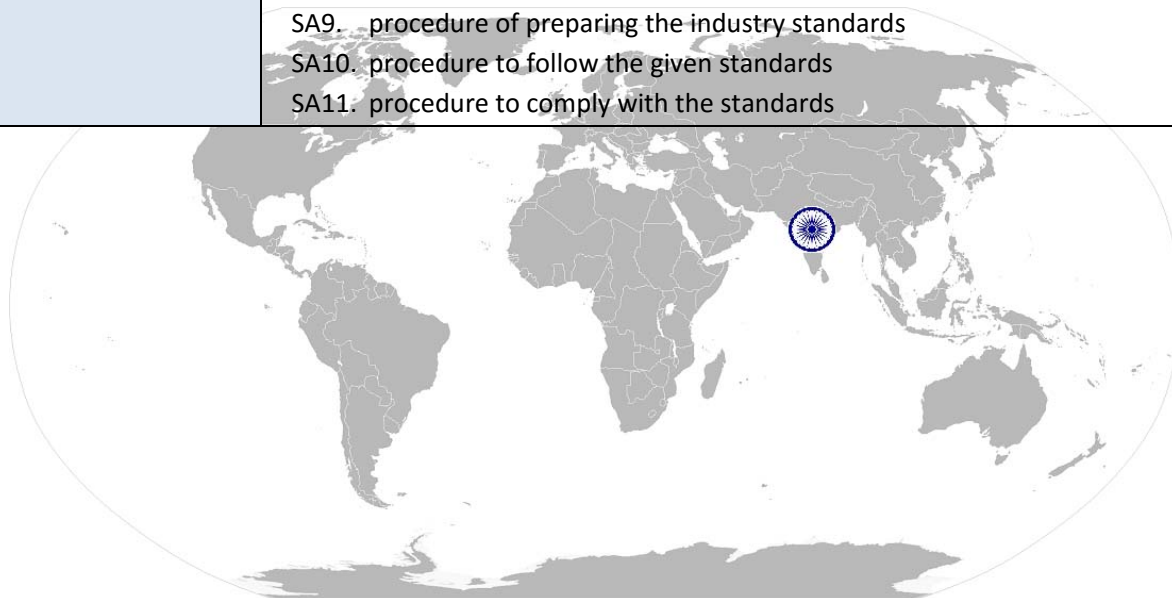 SA9. procedure of preparing the industry standards
SA10. procedure to follow the given standards
SA11. procedure to comply with the standards